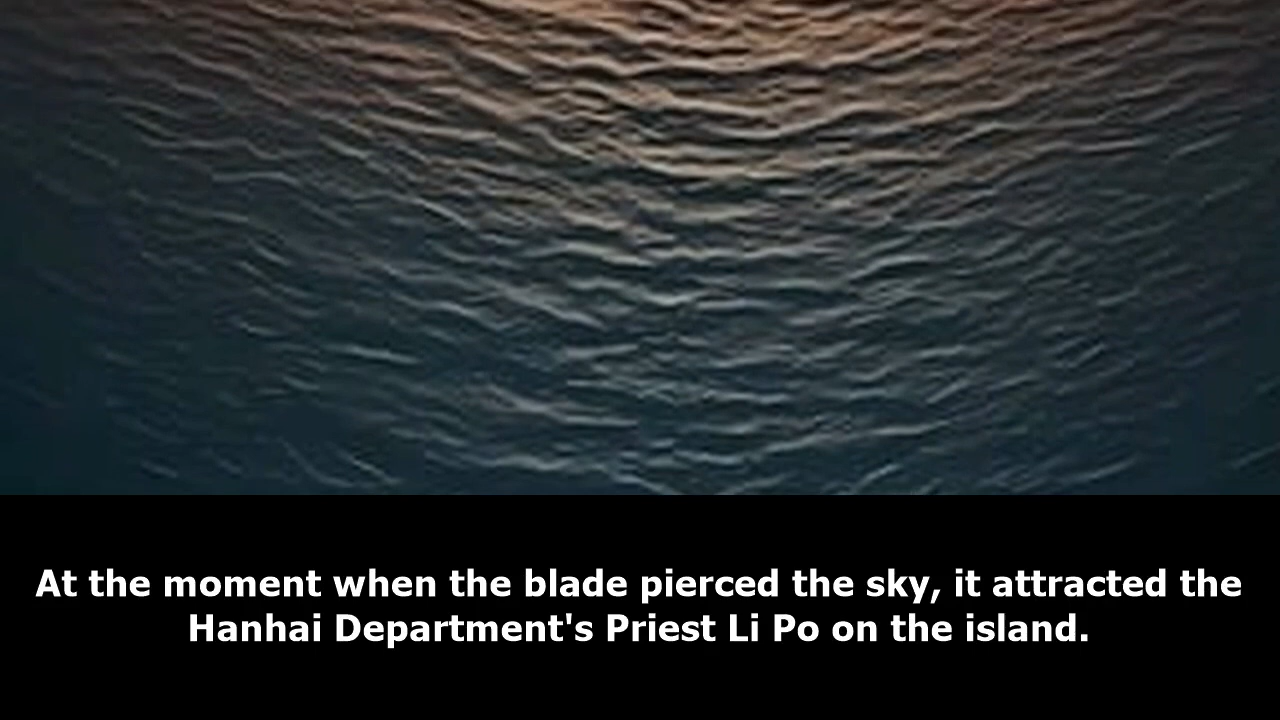 At the moment when the blade pierced the sky, it attracted the
Hanhai Department's Priest Li Po on the island.